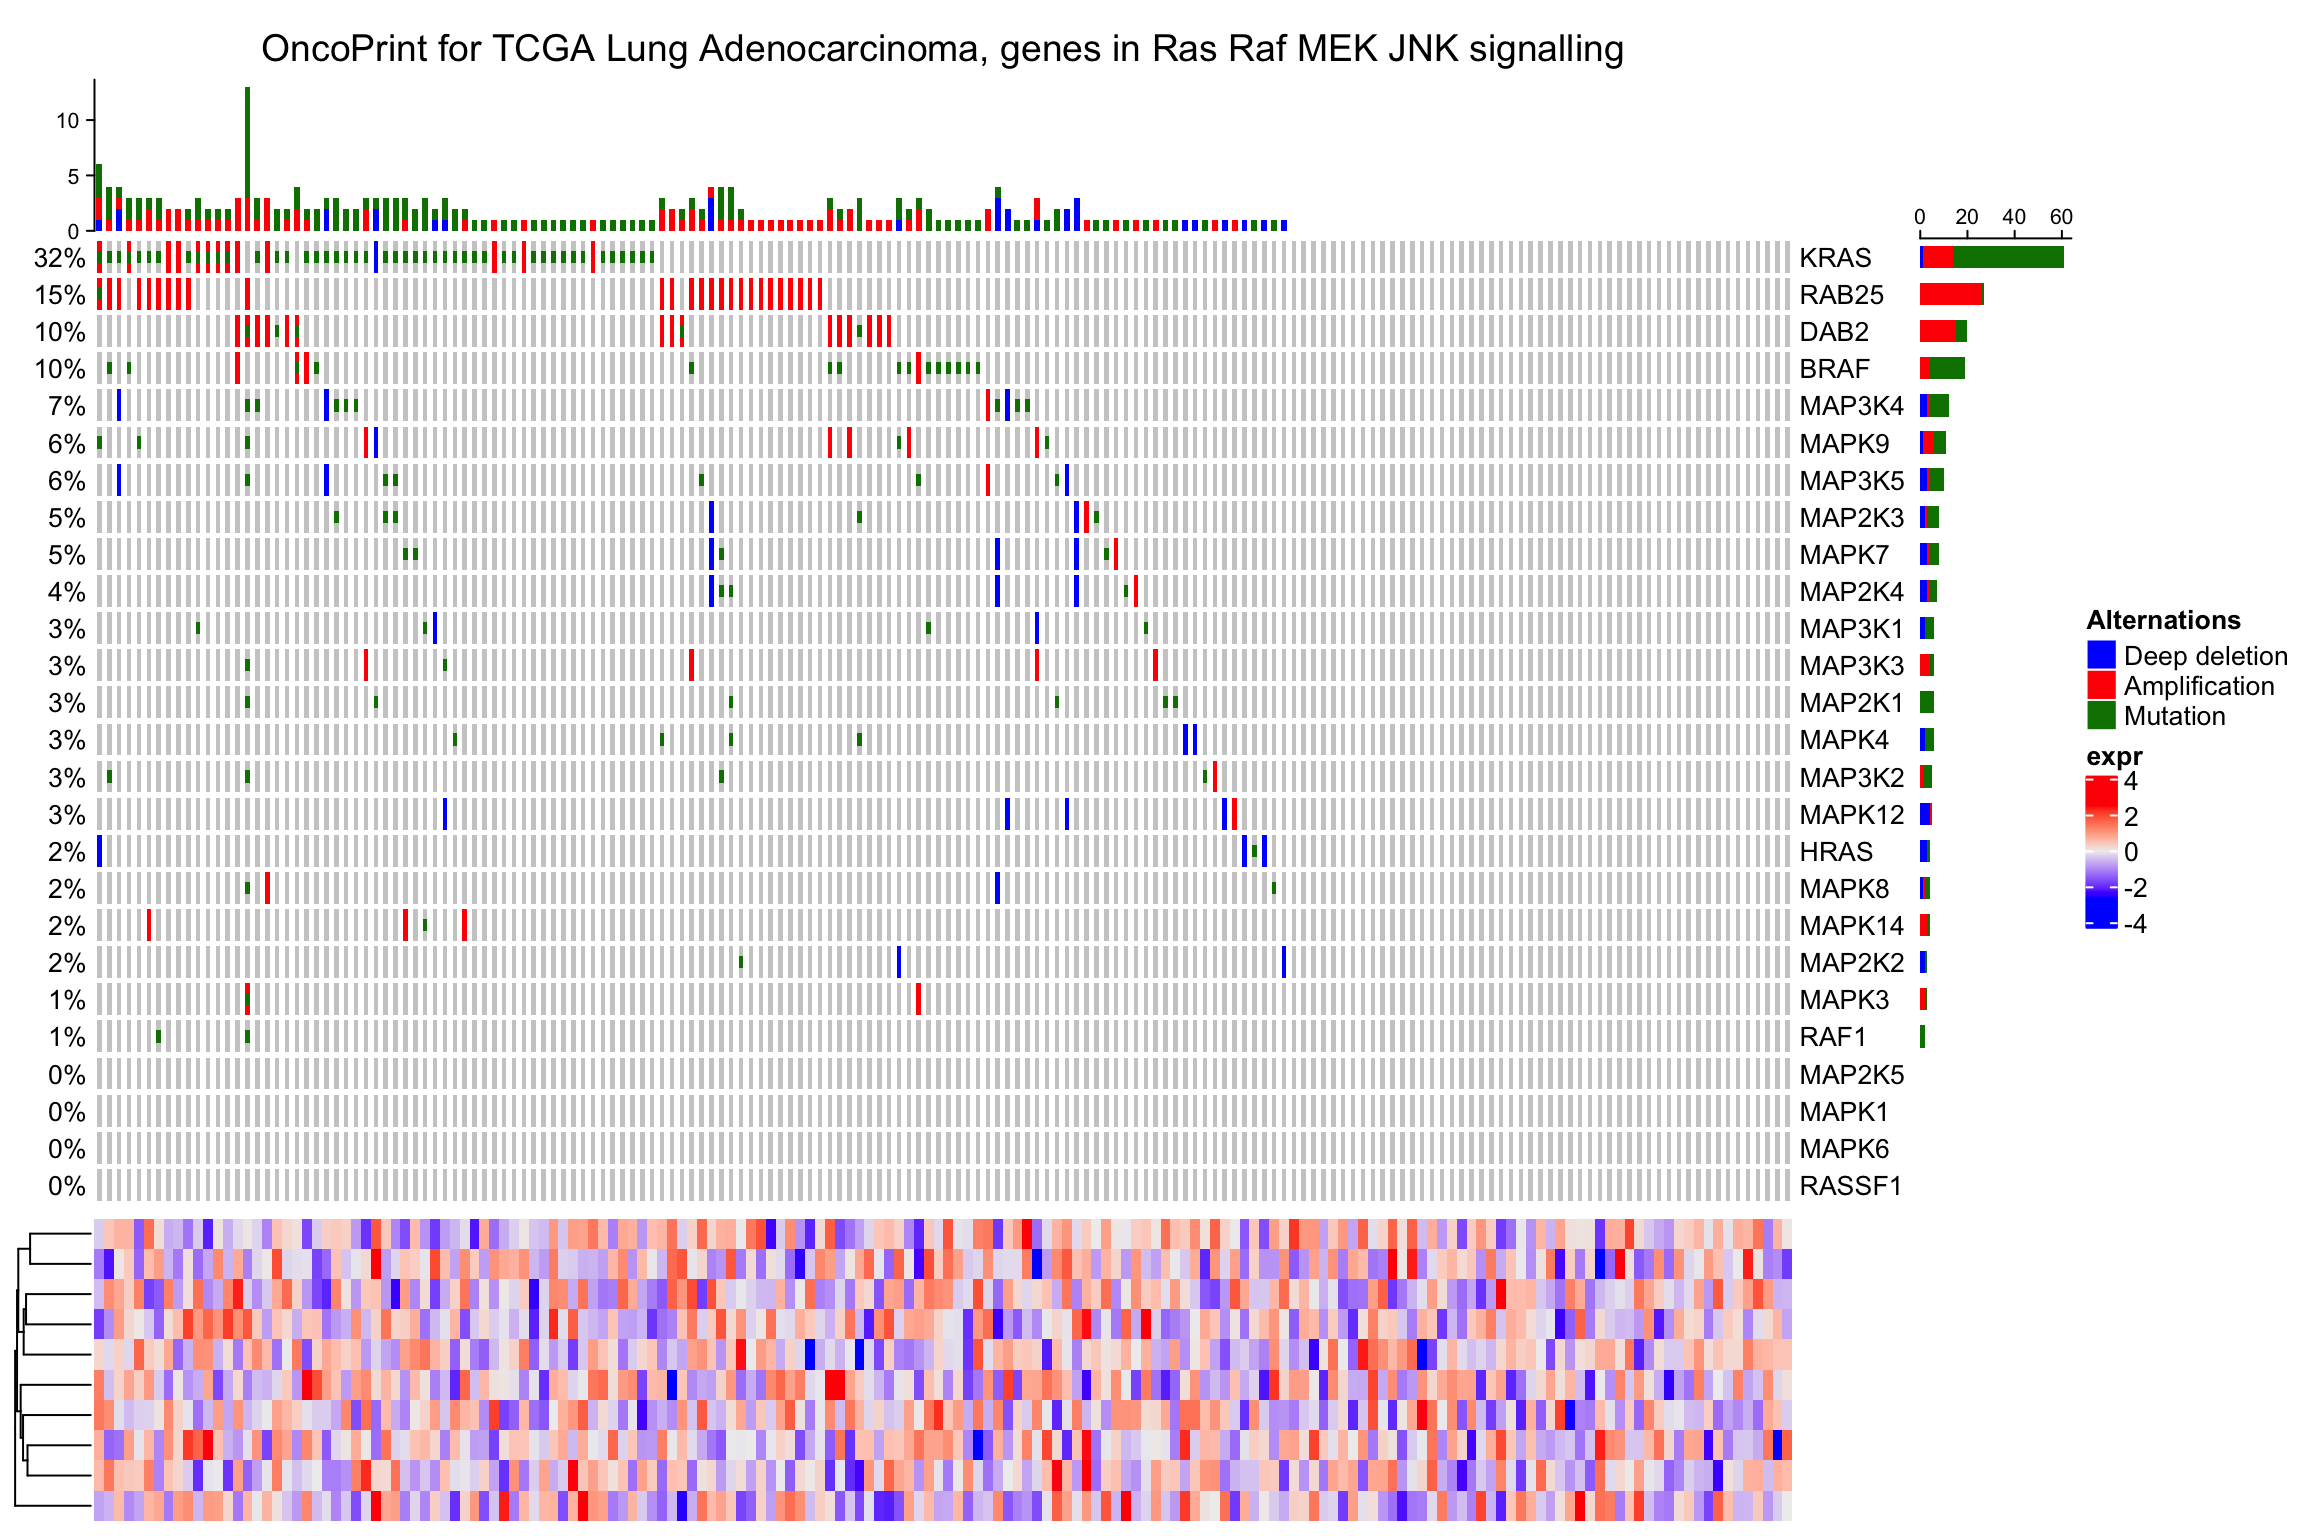 OncoPrint for TCGA Lung Adenocarcinoma, genes in Ras Raf MEK JNK signalling
10
5
0
0 20 40 60
32% KRAS
15% RAB25
10% DAB2
10% BRAF
7% MAP3K4
6% MAPK9
6% MAP3K5
5% MAP2K3
5% MAPK7
4% MAP2K4
3% MAP3K1
3% MAP3K3
3% MAP2K1
3% MAPK4
3% MAP3K2
3% MAPK12
2% HRAS
2% MAPK8
2% MAPK14
2% MAP2K2
1% MAPK3
1% RAF1
0% MAP2K5
0% MAPK1
0% MAPK6
0% RASSF1
Alternations
Deep deletion
Amplification
Mutation
expr
4
2
0
-2
-4